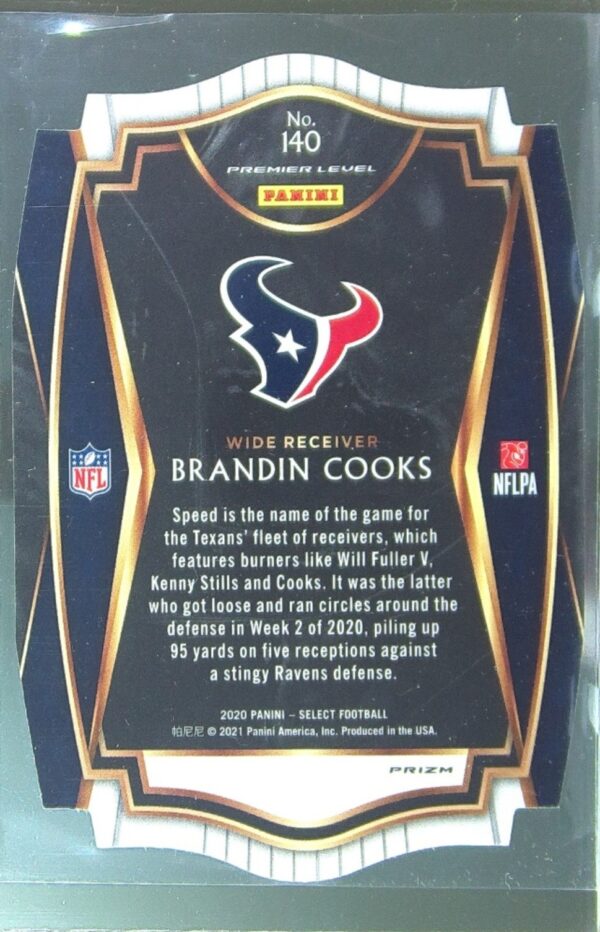 No.
140
PREMIER LEVEL
PANINI
WIDE RECEIVER
BRANDIN COOKS
NFL
NFLPA
Speed is the name of the game for
the Texans' fleet of receivers, which
features burners like Will Fuller V,
Kenny Stills and Cooks. It was the latter
who got loose and ran circles around the
defense in Week 2 of 2020, piling up
95 yards on five receptions against
a stingy Ravens defense.
2020 PANINI – SELECT FOOTBALL
帕尼尼 © 2021 Panini America, Inc. Produced in the USA.
PRIZM